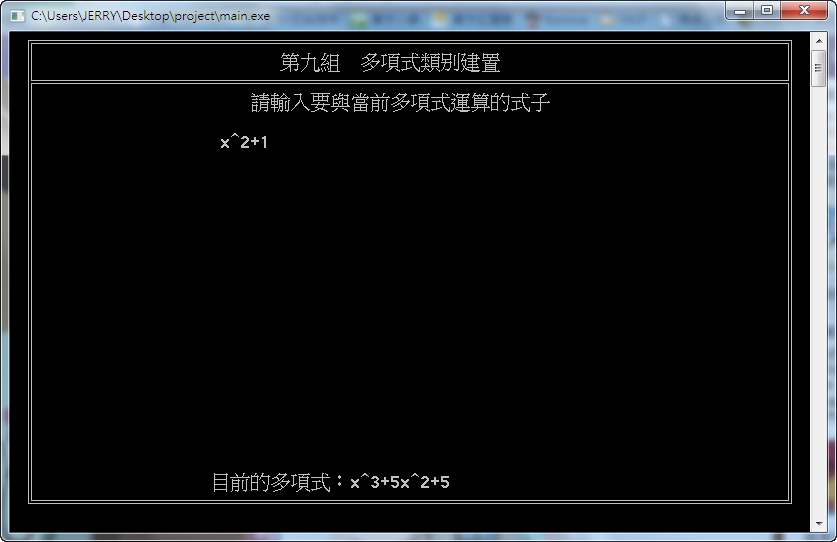 C:\Users\JERRY\Desktop\project\main.exe
第九組　多項式類別建置
請輸入要與當前多項式運算的式子
x^2+1
目前的多項式：x^3+5x^2+5